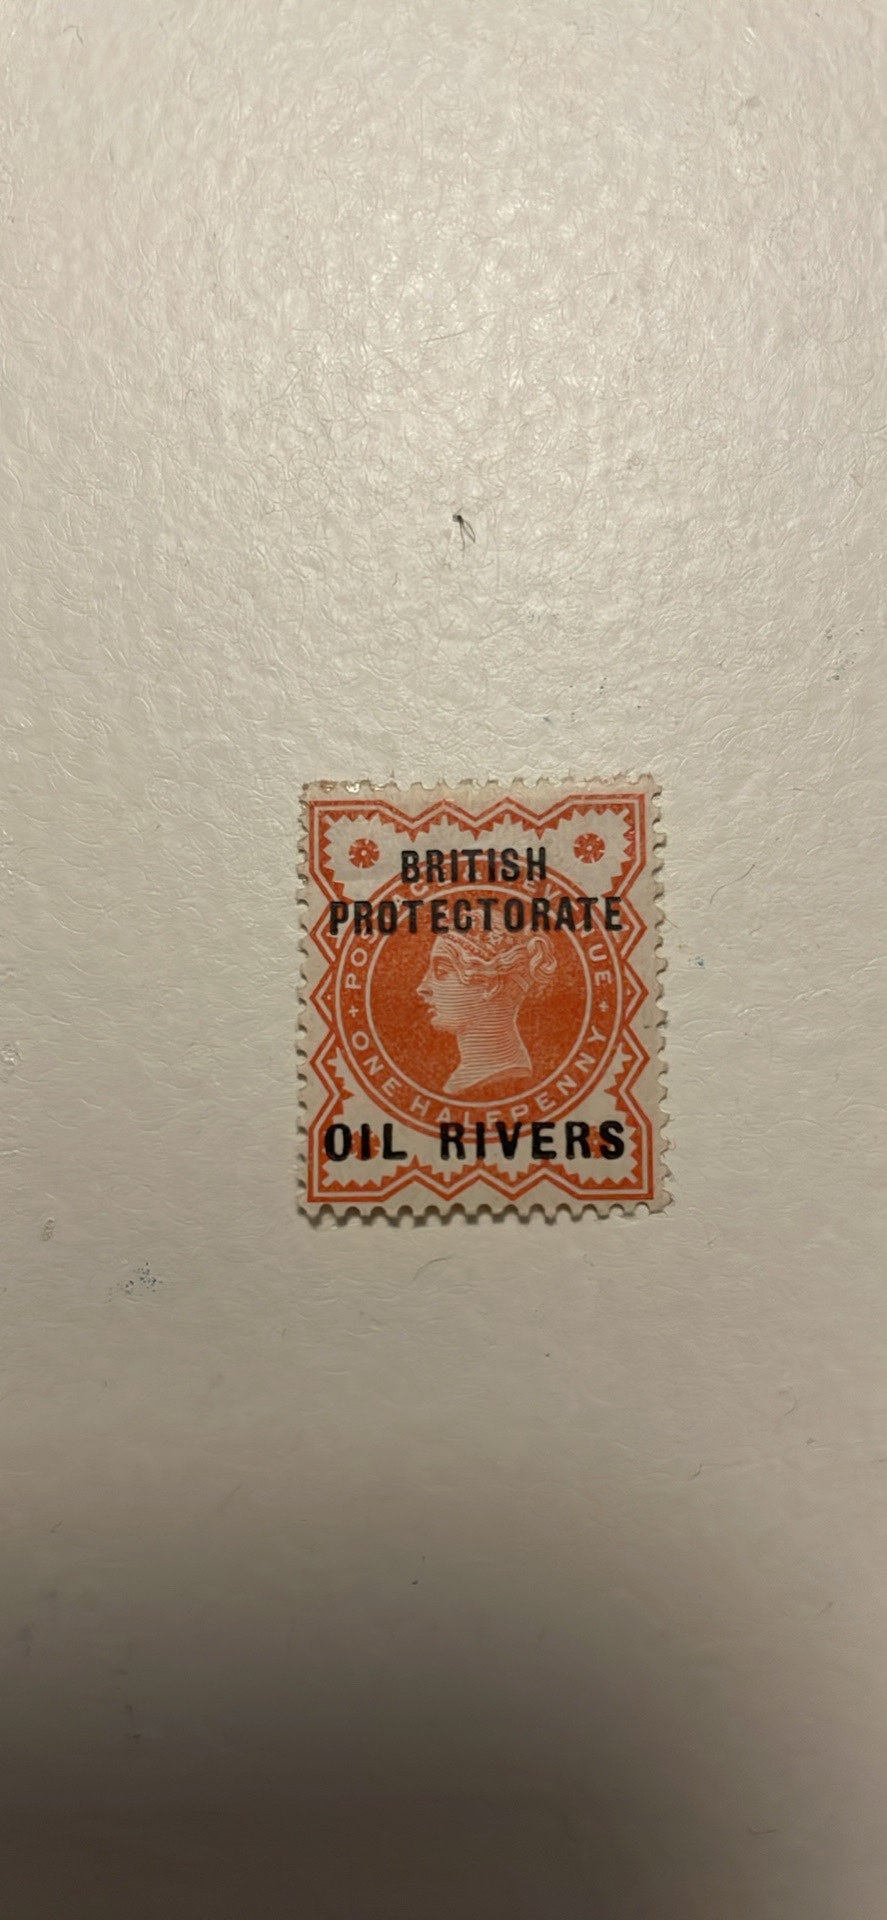 BRITISH
PROTECTORATE
POSTAGE & REVENUE
ONE HALFPENNY
OIL RIVERS